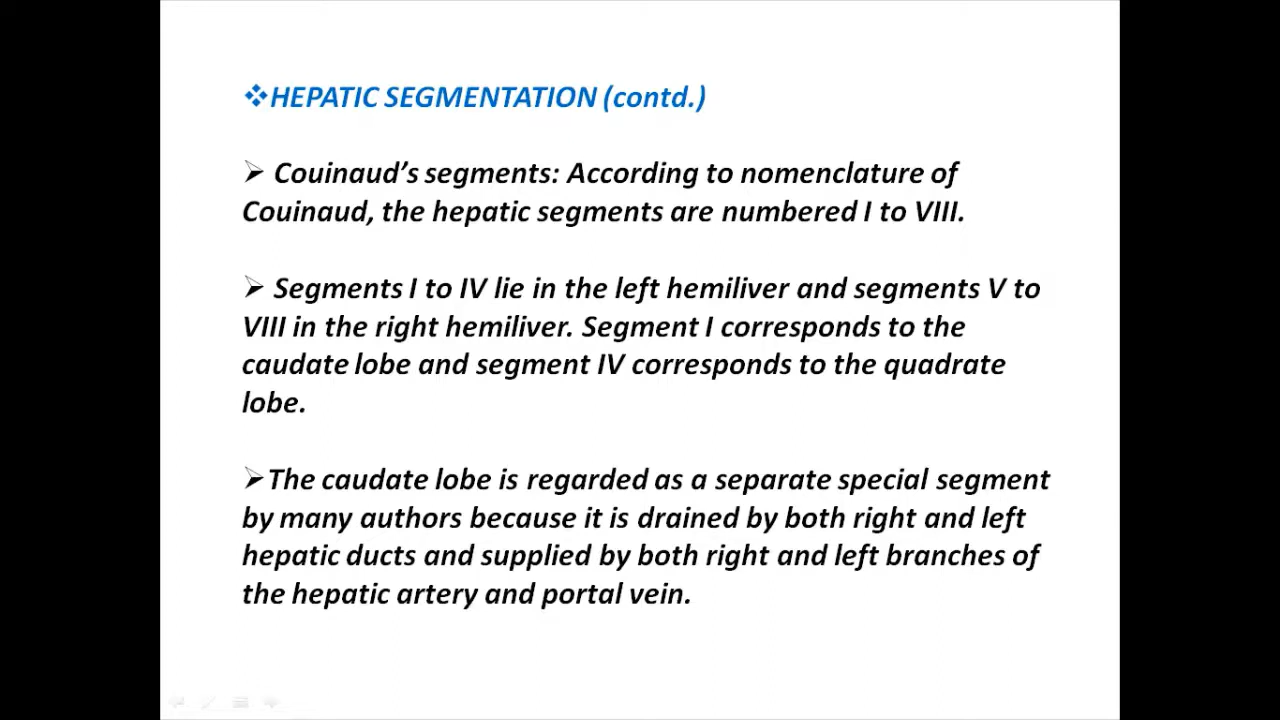 ❖HEPATIC SEGMENTATION (contd.)
➢ Couinaud’s segments: According to nomenclature of
Couinaud, the hepatic segments are numbered I to VIII.
➢ Segments I to IV lie in the left hemiliver and segments V to
VIII in the right hemiliver. Segment I corresponds to the
caudate lobe and segment IV corresponds to the quadrate
lobe.
➢The caudate lobe is regarded as a separate special segment
by many authors because it is drained by both right and left
hepatic ducts and supplied by both right and left branches of
the hepatic artery and portal vein.